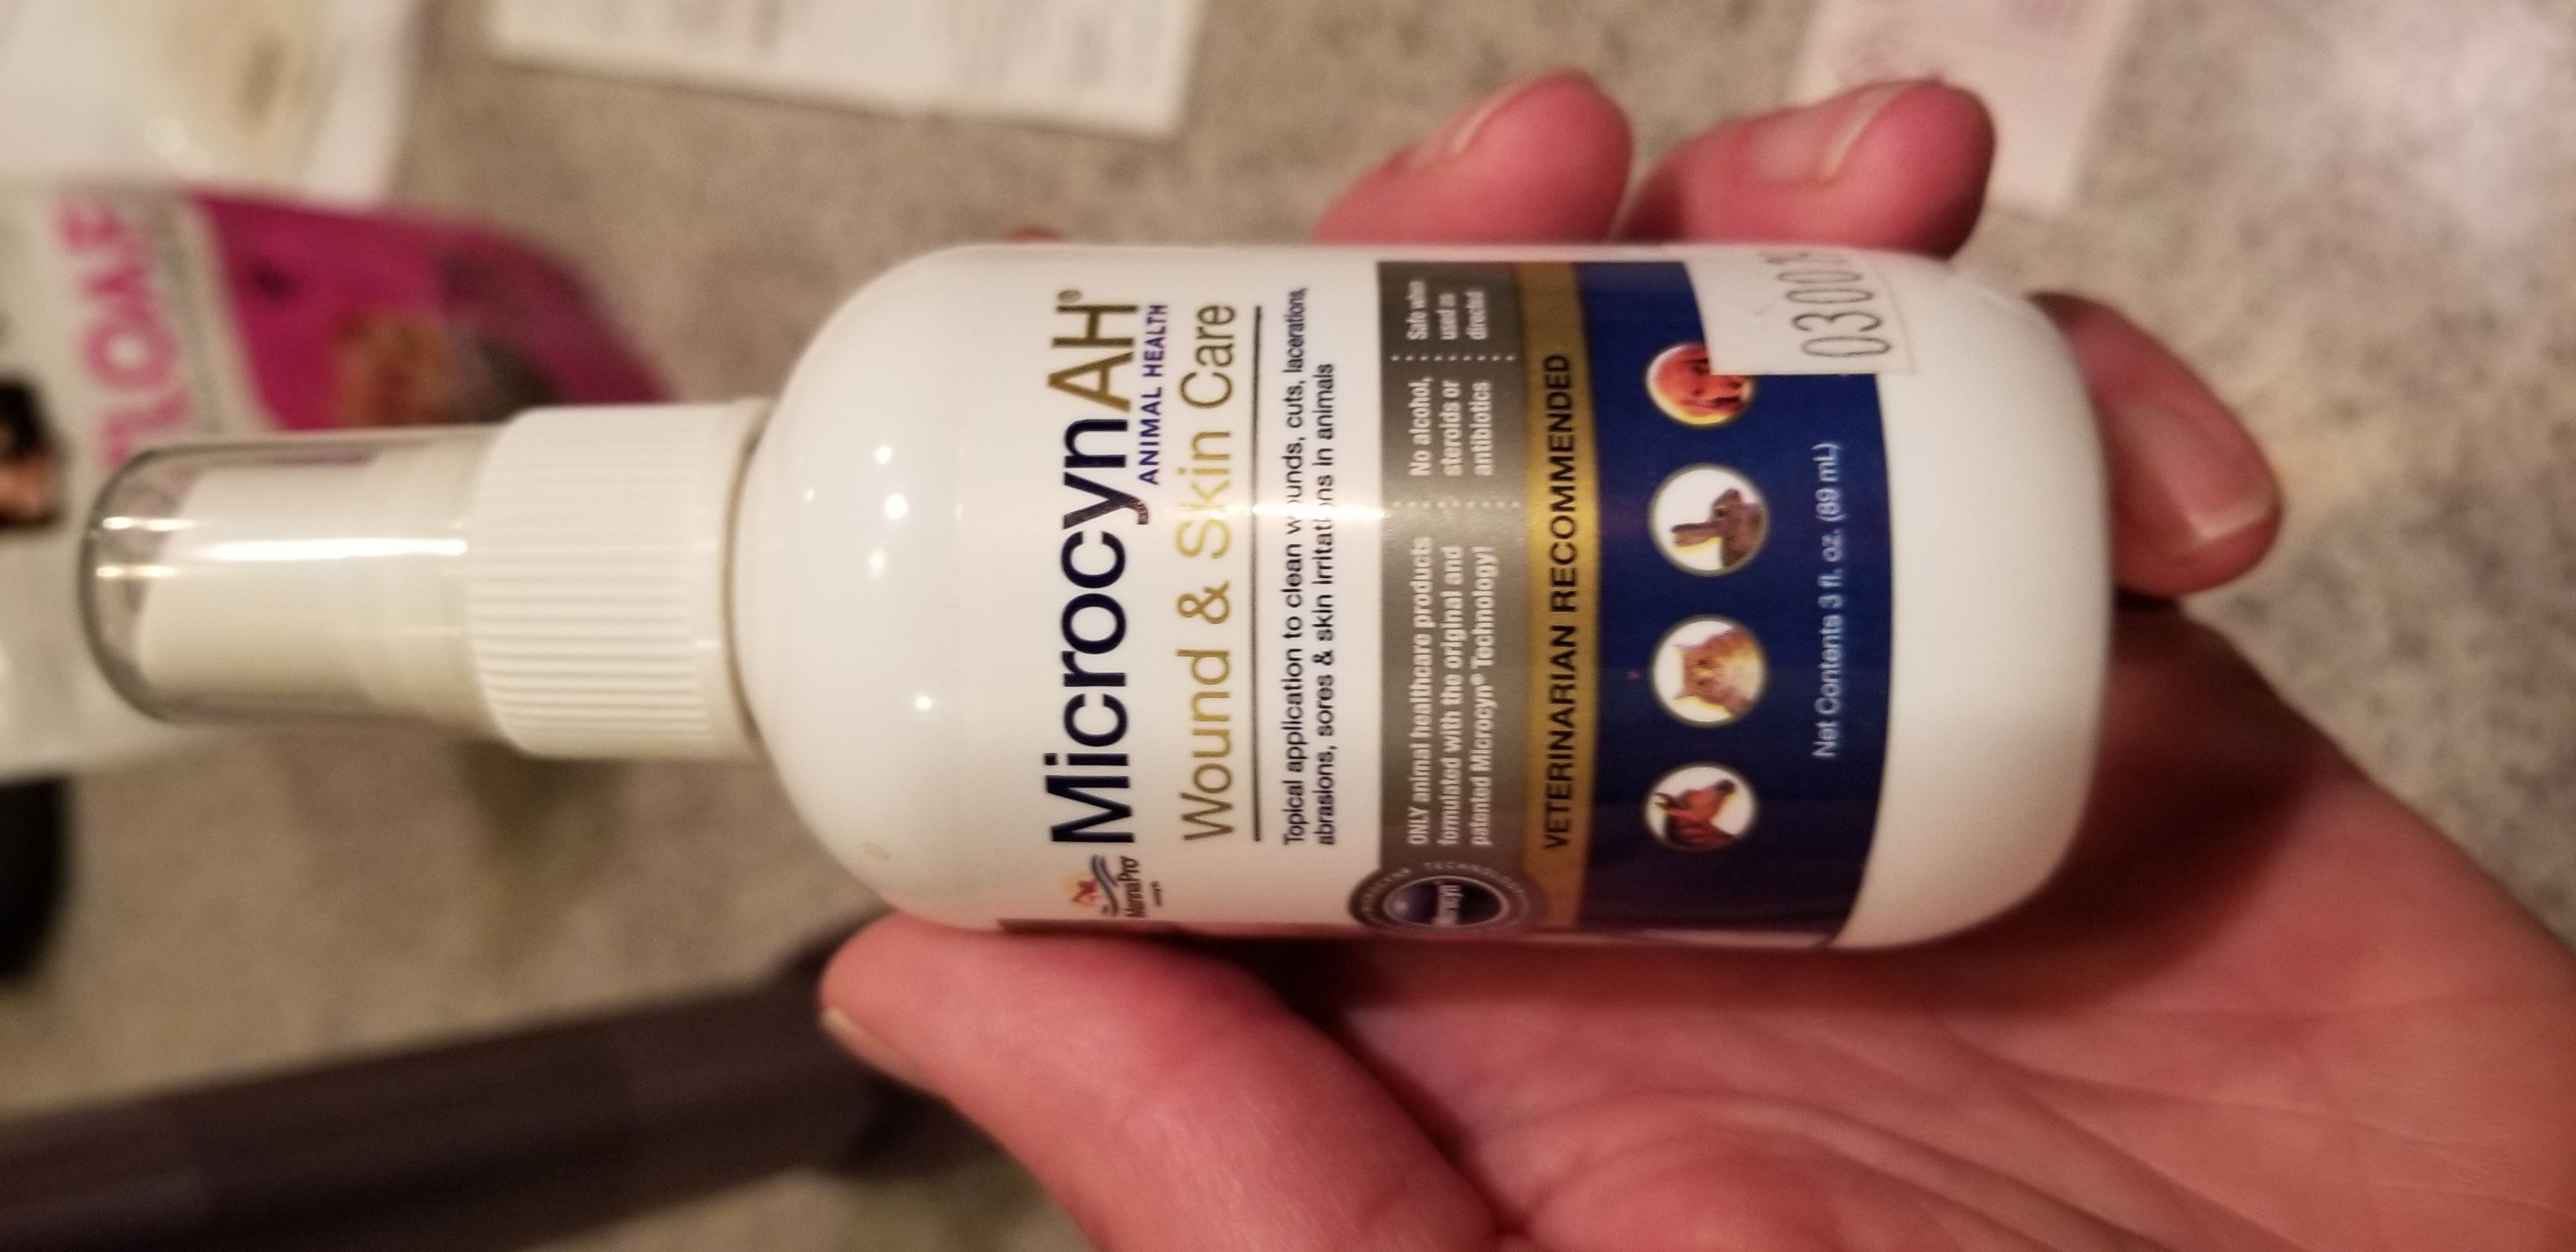 MannaPro
MicrocynAH®
ANIMAL HEALTH
Wound & Skin Care
Topical application to clean wounds, cuts, lacerations,
abrasions, sores & skin irritations in animals
ONLY animal healthcare products
formulated with the original and
patented Microcyn® Technology!
No alcohol,
steroids or
antibiotics
Safe when
used as
directed
VETERINARIAN RECOMMENDED
Net Contents 3 fl. oz. (89 mL)